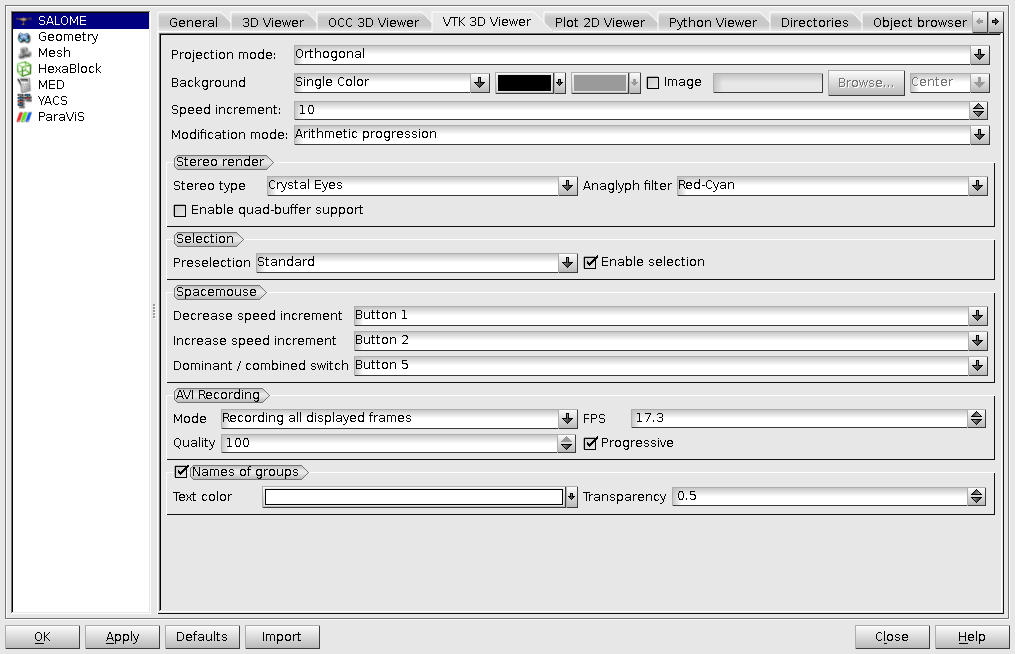 SALOME
Geometry
Mesh
HexaBlock
MED
YACS
ParaViS
General 3D Viewer OCC 3D Viewer VTK 3D Viewer Plot 2D Viewer Python Viewer Directories Object browser
Projection mode: Orthogonal
Background Single Color Image Browse... Center
Speed increment: 10
Modification mode: Arithmetic progression
Stereo render
Stereo type Crystal Eyes Anaglyph filter Red-Cyan
Enable quad-buffer support
Selection
Preselection Standard Enable selection
Spacemouse
Decrease speed increment Button 1
Increase speed increment Button 2
Dominant / combined switch Button 5
AVI Recording
Mode Recording all displayed frames FPS 17.3
Quality 100 Progressive
Names of groups
Text color Transparency 0.5
OK Apply Defaults Import Close Help